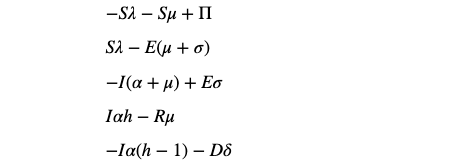 −Sλ − Sμ + Π
Sλ − E(μ + σ)
−I(α + μ) + Eσ
Iαh − Rμ
−Iα(h − 1) − Dδ